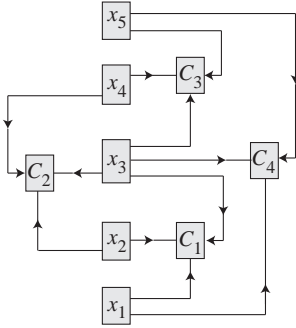 x₅
x₄ C₃
C₂ x₃ C₄
x₂ C₁
x₁